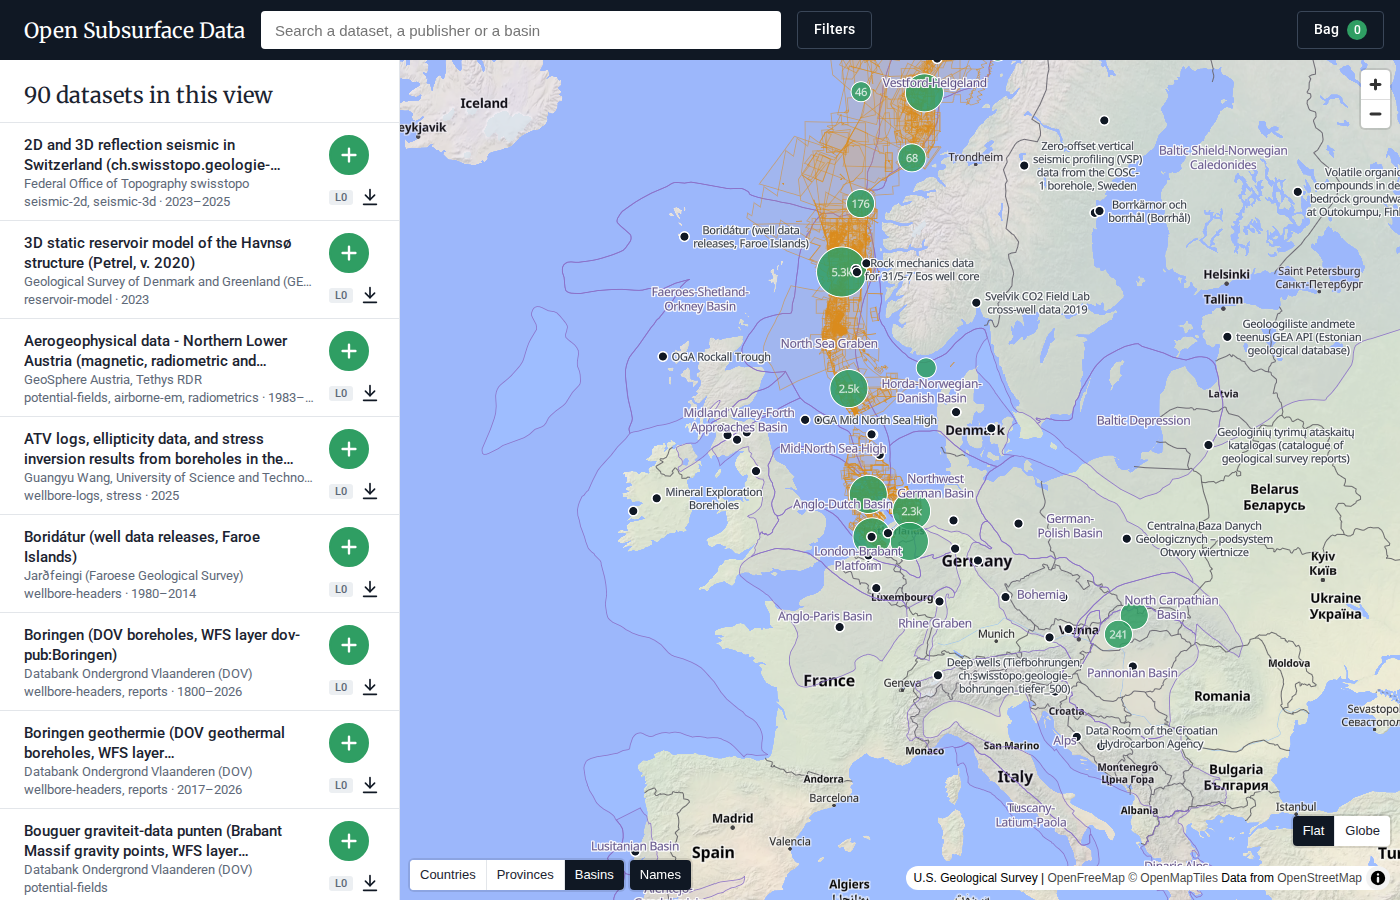 Open Subsurface Data
Search a dataset, a publisher or a basin
Filters
Bag 0
90 datasets in this view
2D and 3D reflection seismic in
Switzerland (ch.swisstopo.geologie-…
Federal Office of Topography swisstopo
seismic-2d, seismic-3d · 2023–2025
L0
3D static reservoir model of the Havnsø
structure (Petrel, v. 2020)
Geological Survey of Denmark and Greenland (GE…
reservoir-model · 2023
L0
Aerogeophysical data - Northern Lower
Austria (magnetic, radiometric and…
GeoSphere Austria, Tethys RDR
potential-fields, airborne-em, radiometrics · 1983–…
L0
ATV logs, ellipticity data, and stress
inversion results from boreholes in the…
Guangyu Wang, University of Science and Techno…
wellbore-logs, stress · 2025
L0
Boridátur (well data releases, Faroe
Islands)
Jarðfeingi (Faroese Geological Survey)
wellbore-headers · 1980–2014
L0
Boringen (DOV boreholes, WFS layer dov-
pub:Boringen)
Databank Ondergrond Vlaanderen (DOV)
wellbore-headers, reports · 1800–2026
L0
Boringen geothermie (DOV geothermal
boreholes, WFS layer…
Databank Ondergrond Vlaanderen (DOV)
wellbore-headers, reports · 2017–2026
L0
Bouguer graviteit-data punten (Brabant
Massif gravity points, WFS layer…
Databank Ondergrond Vlaanderen (DOV)
potential-fields
L0
Iceland
eykjavik
46
Vestford-Helgeland
68
Trondheim
176
Zero-offset vertical
seismic profiling (VSP)
data from the COSC-
1 borehole, Sweden
Baltic Shield-Norwegian
Caledonides
Volatile organic
compounds in de
bedrock groundwa
at Outokumpu, Fin
Borrkärnor och
borrhål (Borrhål)
Boridátur (well data
releases, Faroe Islands)
5.3k
Rock mechanics data
for 31/5-7 Eos well core
Helsinki
Tallinn
Saint Petersburg
Санкт-Петербург
Faeroes-Shetland-
Orkney Basin
Svelvik CO2 Field Lab
cross-well data 2019
Geoloogiliste andmete
teenus GEA API (Estonian
geological database)
North Sea Graben
OGA Rockall Trough
2.5k
Horda-Norwegian-
Danish Basin
Latvia
Midland Valley-Forth
Approaches Basin
OGA Mid North Sea High
Denmark
Baltic Depression
Mid-North Sea High
Geologinių tyrimų ataskaitų
katalogas (catalogue of
geological survey reports)
Northwest
German Basin
Mineral Exploration
Boreholes
Anglo-Dutch Basin
2.3k
Belarus
Беларусь
German-
Polish Basin
Centralna Baza Danych
Geologicznych – podsystem
Otwory wiertnicze
London-Brabant
Platform
Germany
Kyiv
Київ
Luxembourg
Bohemia
North Carpathian
Basin
Ukraine
Україна
Anglo-Paris Basin
Rhine Graben
Munich
Vienna
241
Deep wells (Tiefbohrungen,
ch.swisstopo.geologie-
bohrungen_tiefer_500)
Pannonian Basin
Moldova
France
Geneva
Romania
Croatia
Sevastopo
Севастопол
Alps
Data Room of the Croatian
Hydrocarbon Agency
Monaco
San Marino
Montenegro
Црна Гора
Bulgaria
България
Andorra
Barcelona
Italy
Albania
Istanbul
Madrid
Tuscany-
Latium-Paola
Valencia
Lusitanian Basin
Spain
Flat
Globe
Tur
Dinaric Alps
Countries
Provinces
Basins
Names
Alentejo-
Algiers
U.S. Geological Survey | OpenFreeMap © OpenMapTiles Data from OpenStreetMap